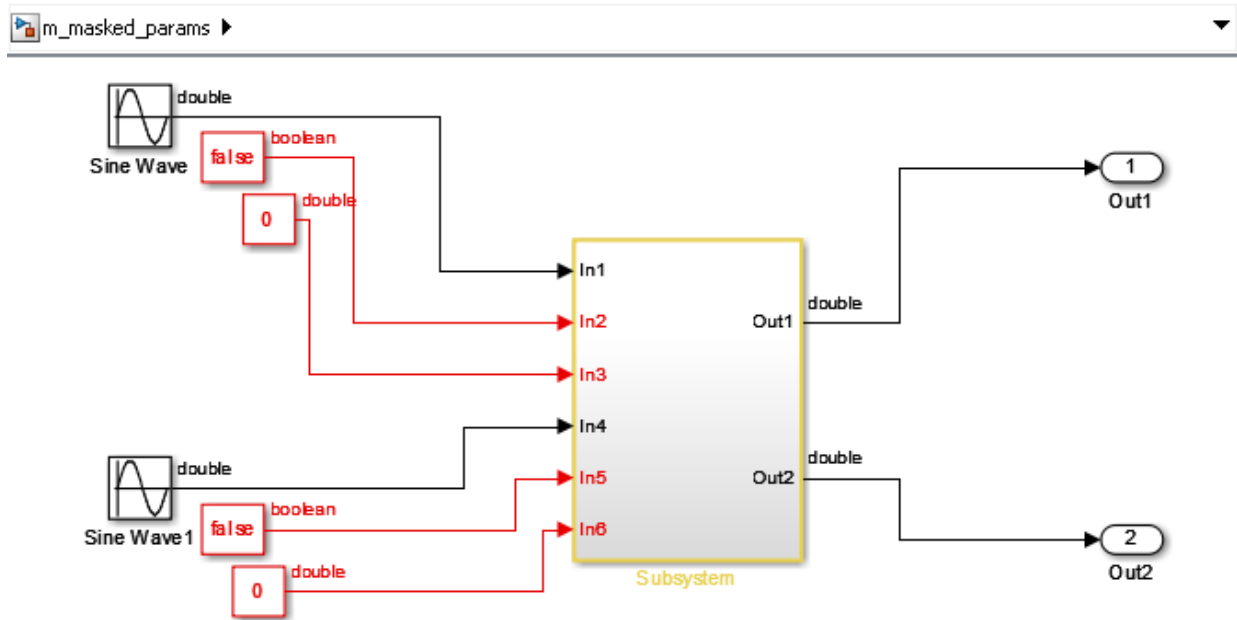 m_masked_params
double
Sine Wave
boolean
false
double
0
1
Out1
In1
In2
In3
In4
In5
In6
Out1
Out2
double
double
Subsystem
double
Sine Wave1
boolean
false
double
0
2
Out2